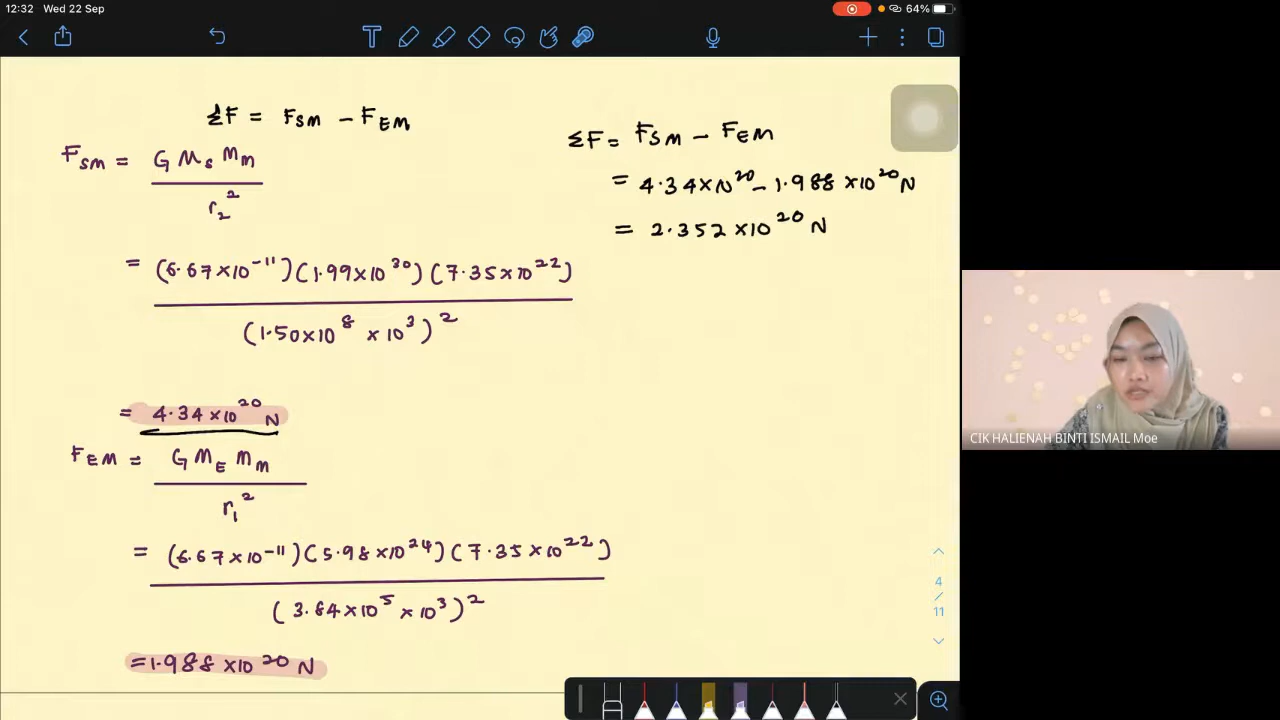 12:32 Wed 22 Sep
64%
ΣF = FSM - FEM
FSM = G Ms Mm
r2²
= (6.67×10⁻¹¹)(1.99×10³⁰)(7.35×10²²)
(1.50×10⁸ × 10³)²
= 4.34×10²⁰ N
FEM = G ME Mm
r1²
= (6.67×10⁻¹¹)(5.98×10²⁴)(7.35×10²²)
(3.84×10⁵ × 10³)²
= 1.988 ×10²⁰ N
ΣF = FSM - FEM
= 4.34×N²⁰ - 1.988 ×10²⁰ N
= 2.352 ×10²⁰ N
CIK HALIENAH BINTI ISMAIL Moe
4
/
11